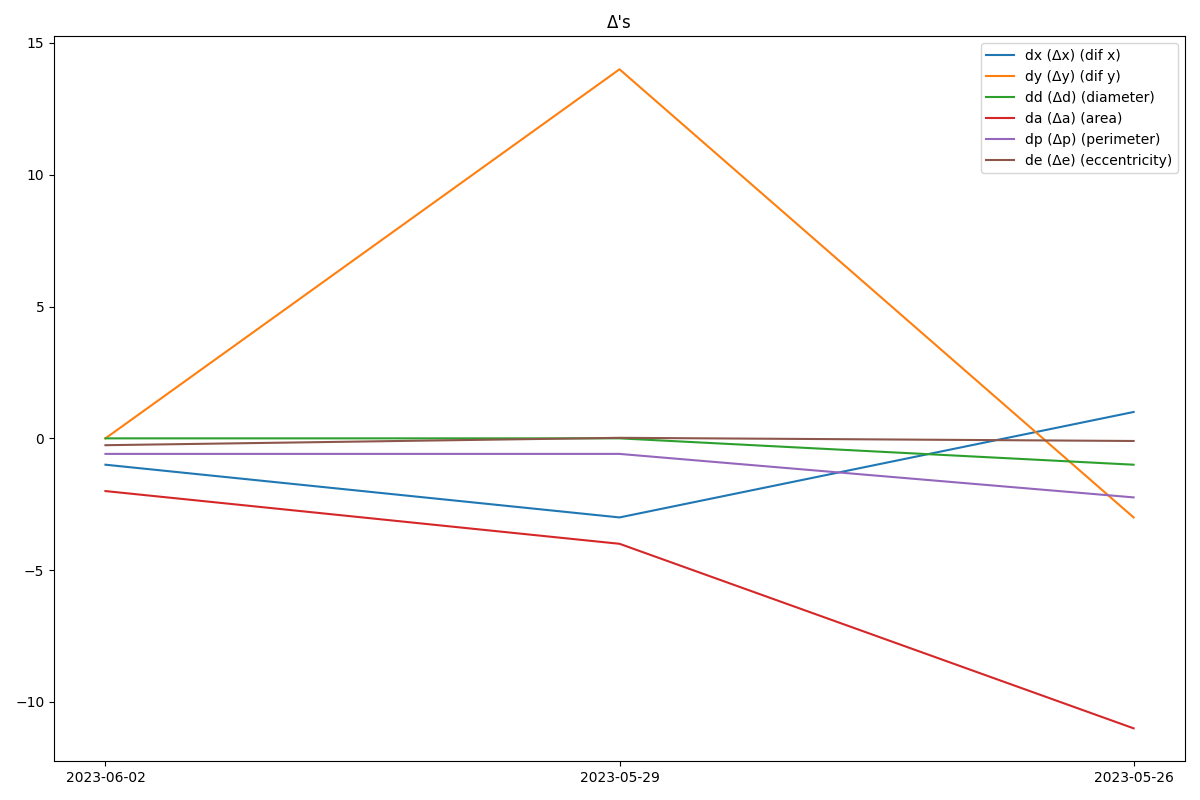 Δ's
15
10
5
0
−5
−10
2023-06-02
2023-05-29
2023-05-26
dx (Δx) (dif x)
dy (Δy) (dif y)
dd (Δd) (diameter)
da (Δa) (area)
dp (Δp) (perimeter)
de (Δe) (eccentricity)